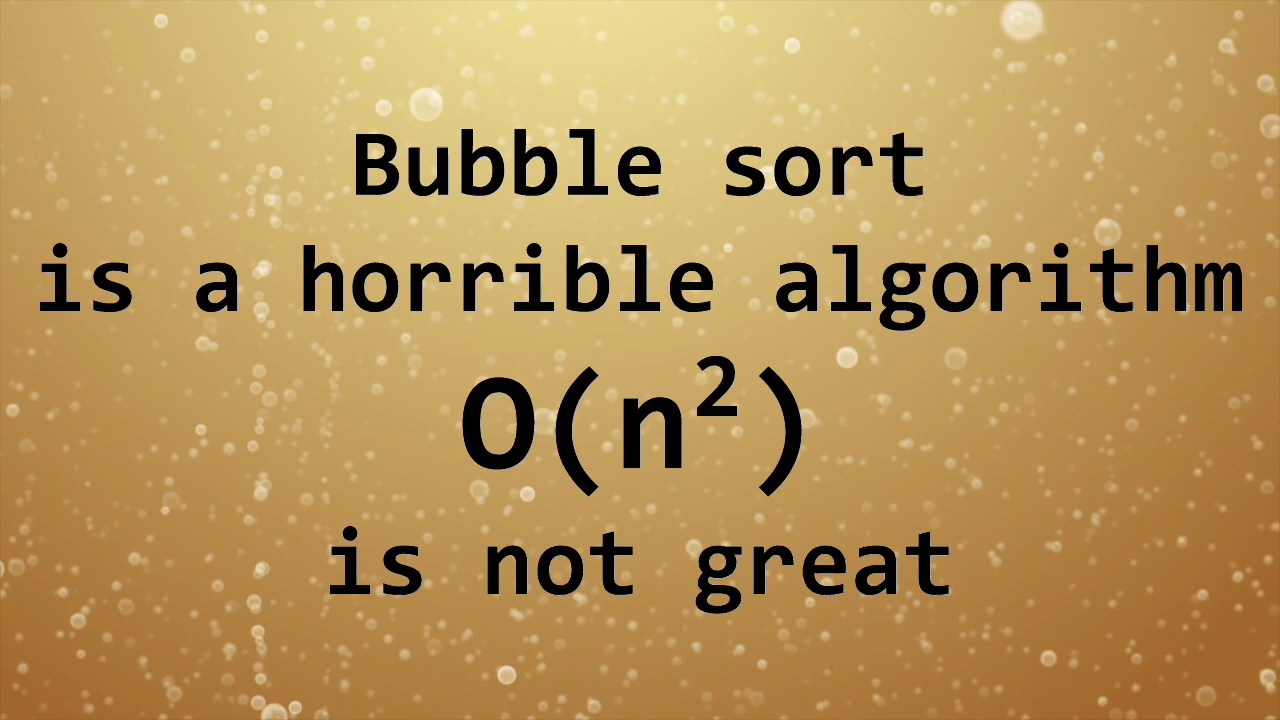 Bubble sort
is a horrible algorithm
O(n²)
is not great